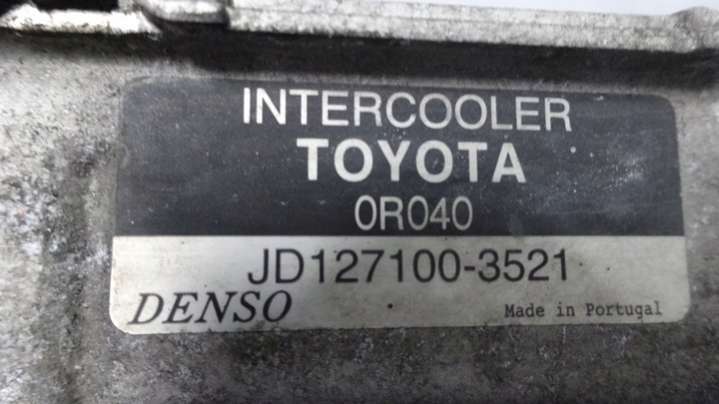 INTERCOOLER
TOYOTA
0R040
JD127100-3521
DENSO Made in Portugal